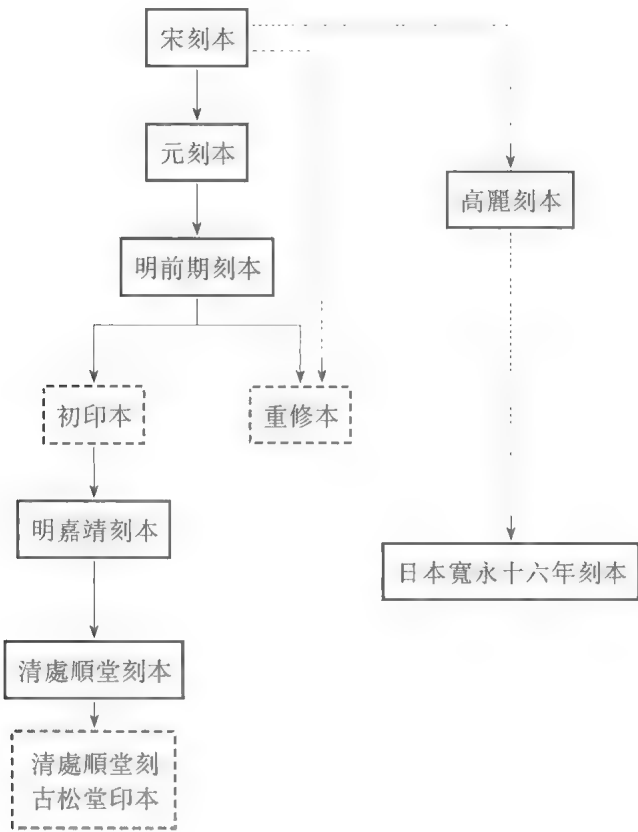 宋刻本
元刻本
高麗刻本
明前期刻本
初印本
重修本
明嘉靖刻本
日本寬永十六年刻本
清處順堂刻本
清處順堂刻
古松堂印本